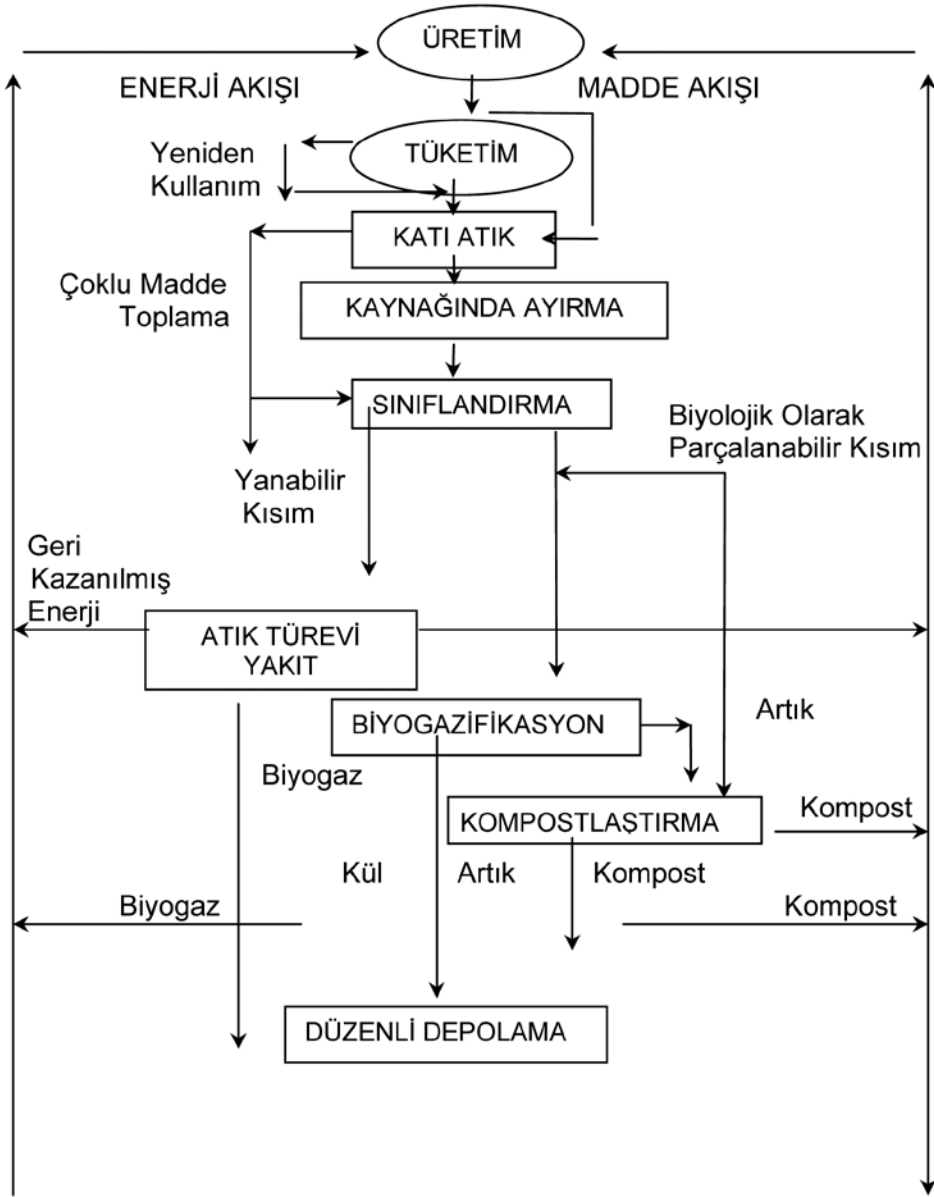 ÜRETİM
ENERJİ AKIŞI
MADDE AKIŞI
TÜKETİM
Yeniden
Kullanım
KATI ATIK
Çoklu Madde
Toplama
KAYNAĞINDA AYIRMA
SINIFLANDIRMA
Biyolojik Olarak
Parçalanabilir Kısım
Yanabilir
Kısım
Geri
Kazanılmış
Enerji
ATIK TÜREVİ
YAKIT
Artık
BİYOGAZİFİKASYON
Biyogaz
KOMPOSTLAŞTIRMA
Kompost
Kül
Artık
Kompost
Biyogaz
Kompost
DÜZENLİ DEPOLAMA